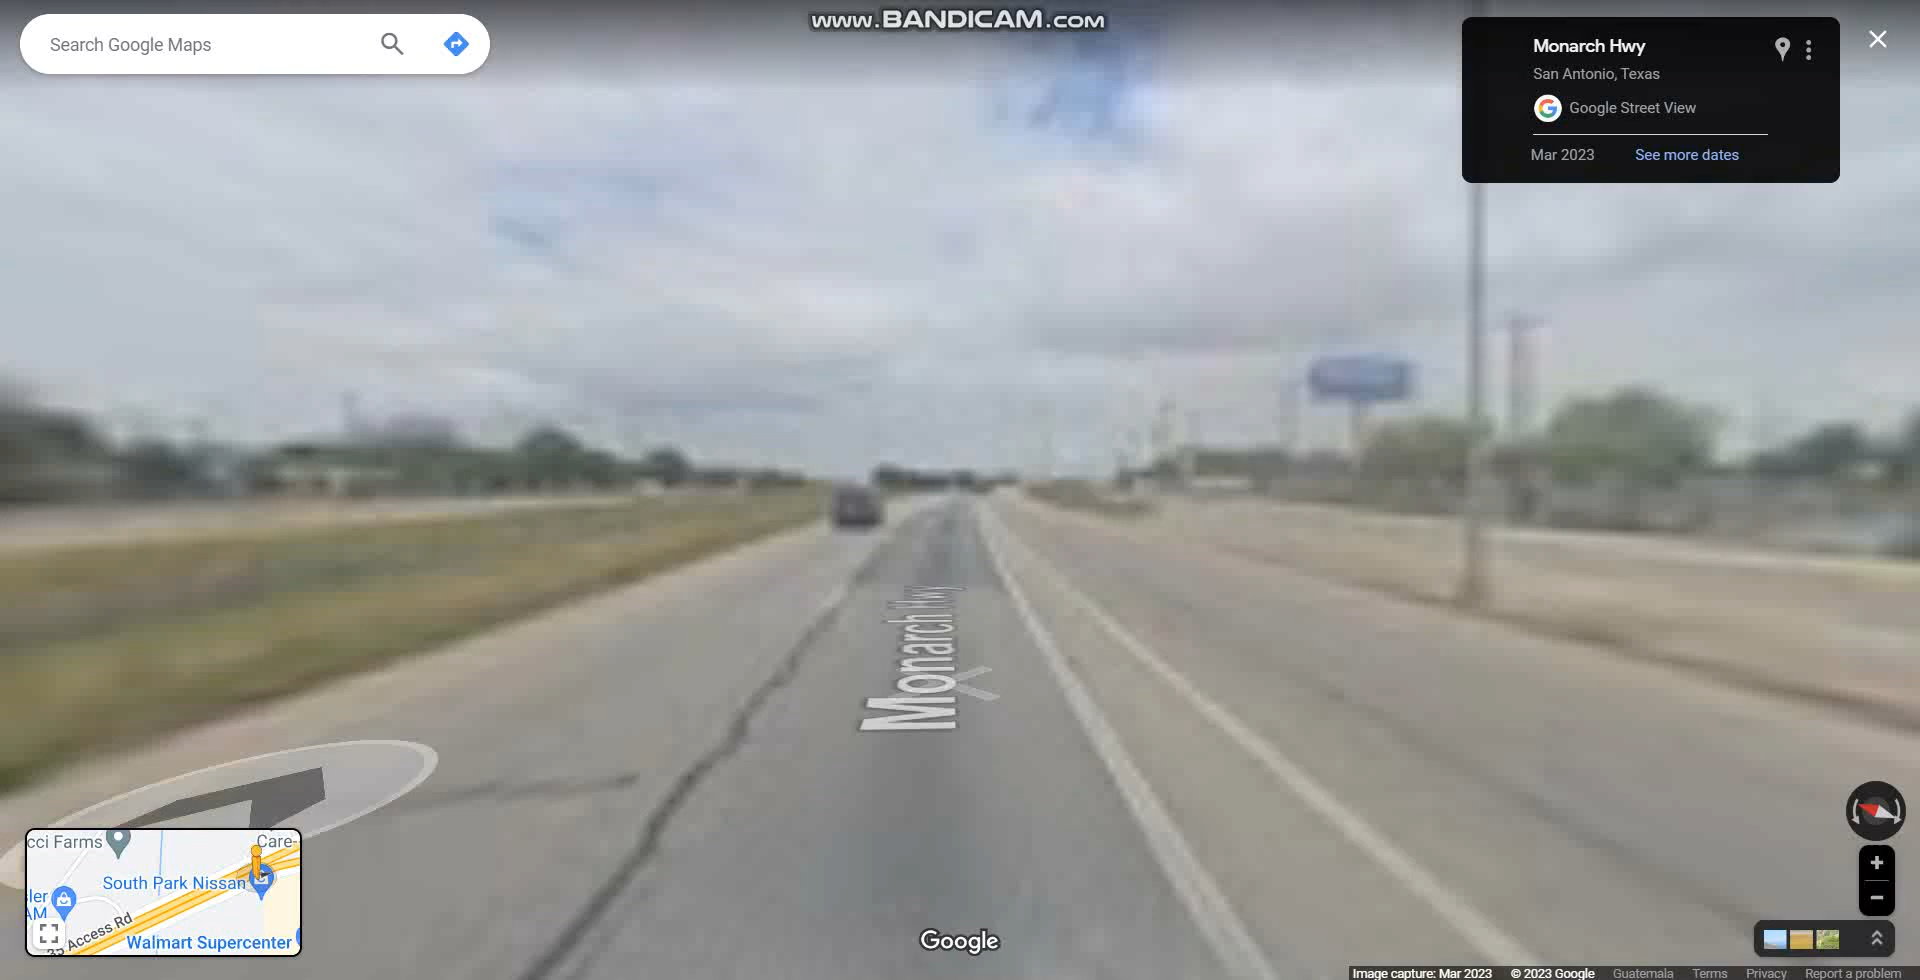 www.BANDICAM.com
Search Google Maps
Monarch Hwy
San Antonio, Texas
Google Street View
Mar 2023
See more dates
Monarch Hwy
cci Farms
Care-
South Park Nissan
ler
AM
35 Access Rd
Walmart Supercenter
Google
Image capture: Mar 2023 © 2023 Google Guatemala Terms Privacy Report a problem